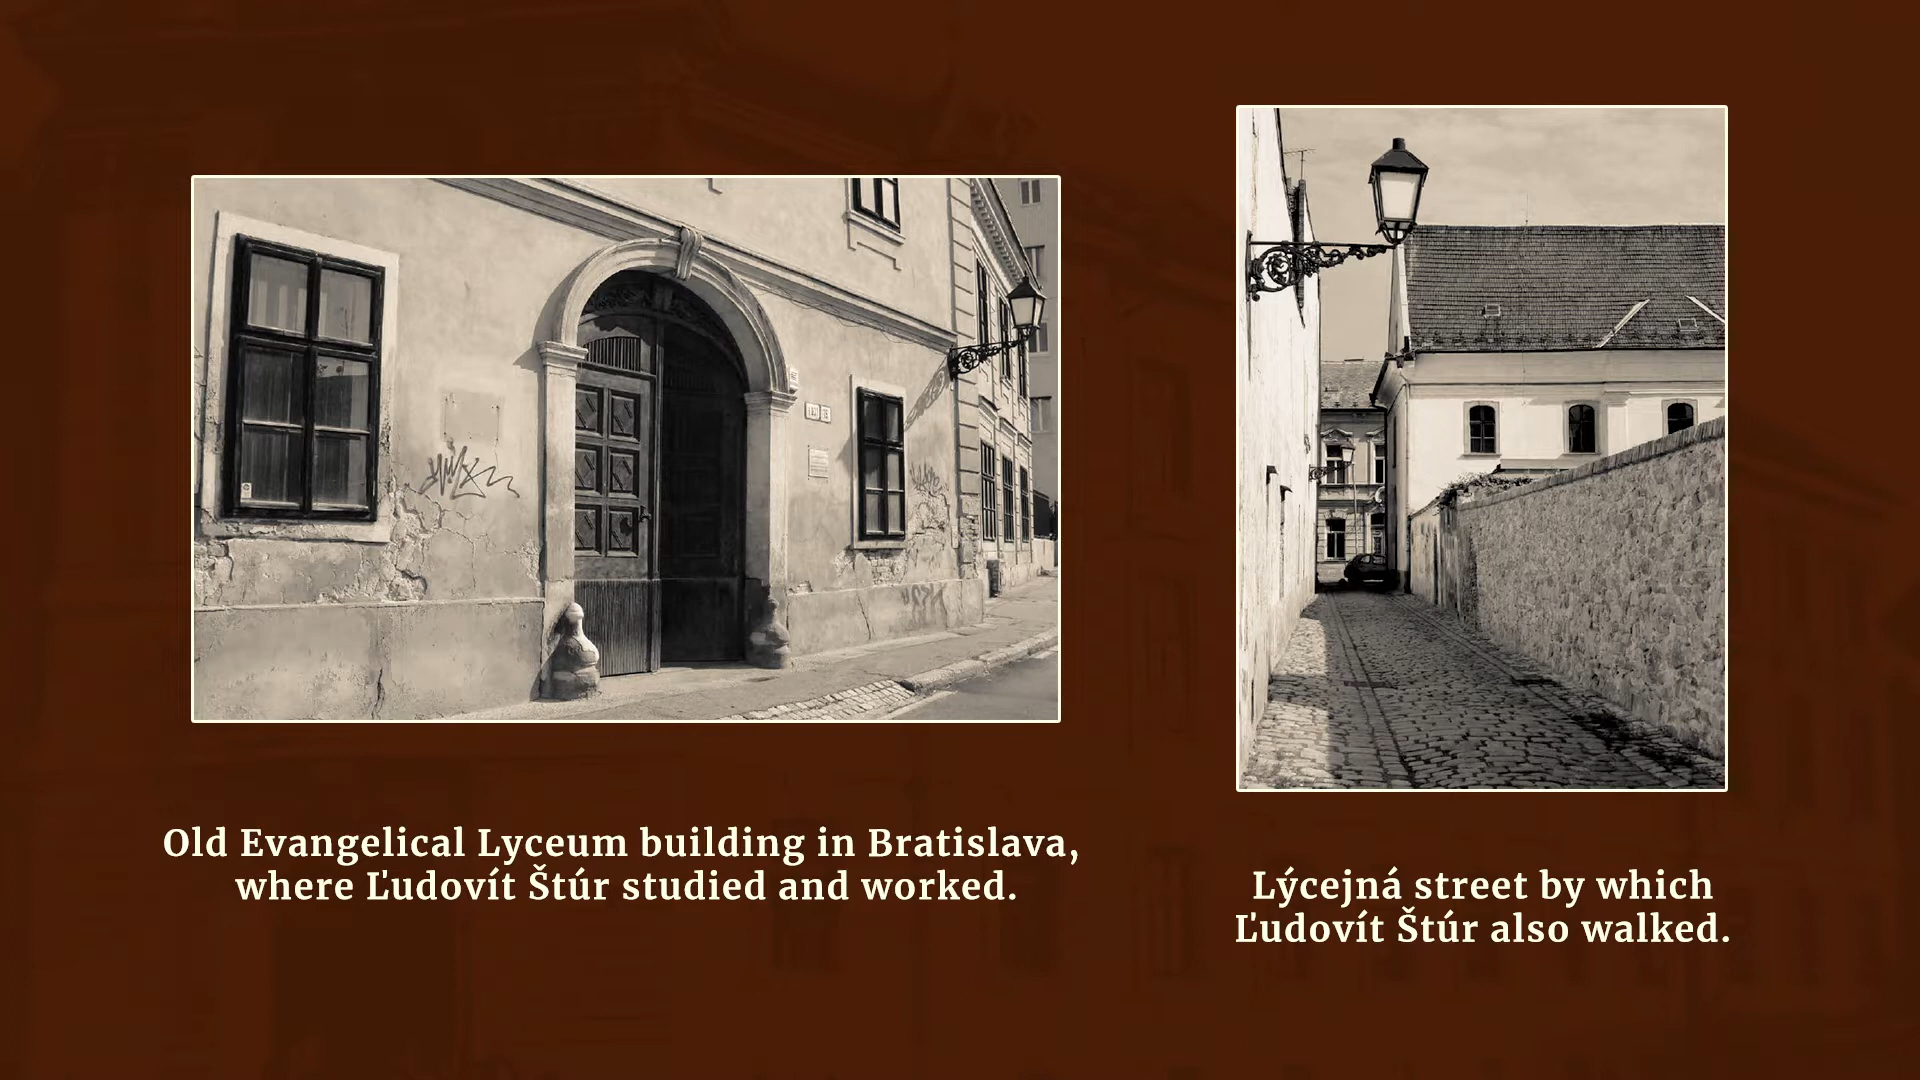 Old Evangelical Lyceum building in Bratislava,
where Ľudovít Štúr studied and worked.
Lýcejná street by which
Ľudovít Štúr also walked.